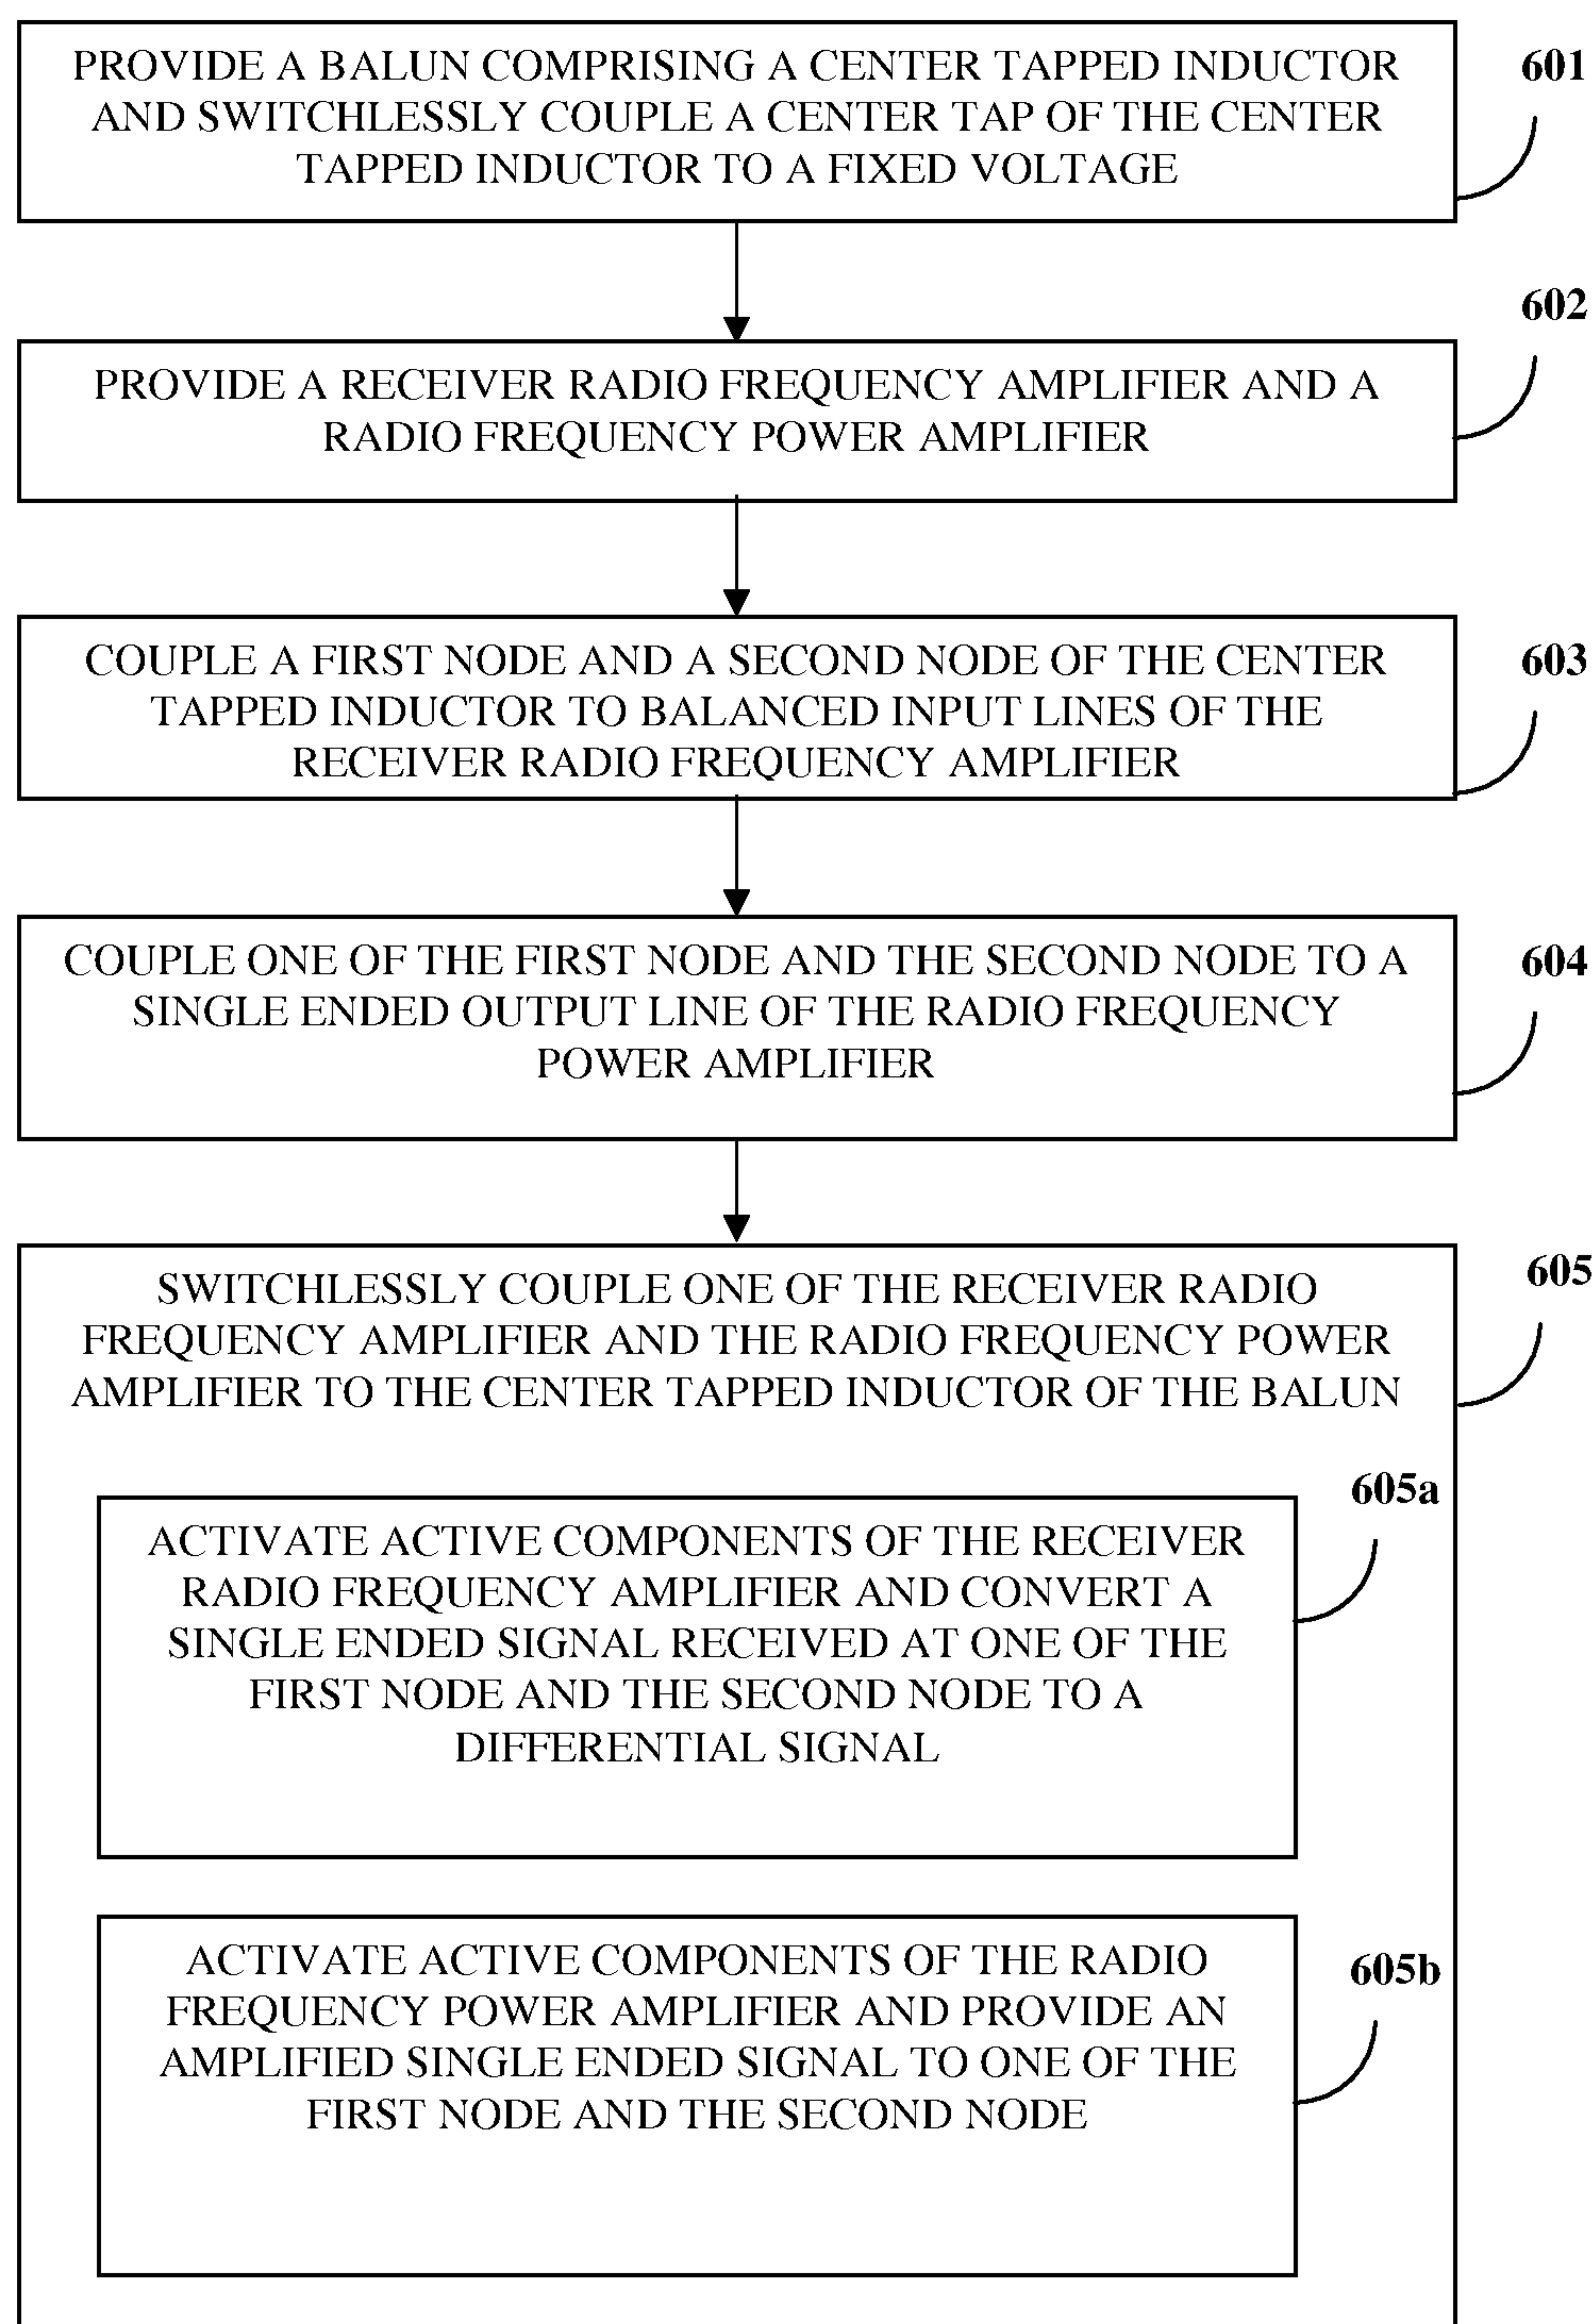 PROVIDE A BALUN COMPRISING A CENTER TAPPED INDUCTOR
AND SWITCHLESSLY COUPLE A CENTER TAP OF THE CENTER
TAPPED INDUCTOR TO A FIXED VOLTAGE
601
602
PROVIDE A RECEIVER RADIO FREQUENCY AMPLIFIER AND A
RADIO FREQUENCY POWER AMPLIFIER
COUPLE A FIRST NODE AND A SECOND NODE OF THE CENTER
TAPPED INDUCTOR TO BALANCED INPUT LINES OF THE
RECEIVER RADIO FREQUENCY AMPLIFIER
603
COUPLE ONE OF THE FIRST NODE AND THE SECOND NODE TO A
SINGLE ENDED OUTPUT LINE OF THE RADIO FREQUENCY
POWER AMPLIFIER
604
SWITCHLESSLY COUPLE ONE OF THE RECEIVER RADIO
FREQUENCY AMPLIFIER AND THE RADIO FREQUENCY POWER
AMPLIFIER TO THE CENTER TAPPED INDUCTOR OF THE BALUN
605
605a
ACTIVATE ACTIVE COMPONENTS OF THE RECEIVER
RADIO FREQUENCY AMPLIFIER AND CONVERT A
SINGLE ENDED SIGNAL RECEIVED AT ONE OF THE
FIRST NODE AND THE SECOND NODE TO A
DIFFERENTIAL SIGNAL
ACTIVATE ACTIVE COMPONENTS OF THE RADIO
FREQUENCY POWER AMPLIFIER AND PROVIDE AN
AMPLIFIED SINGLE ENDED SIGNAL TO ONE OF THE
FIRST NODE AND THE SECOND NODE
605b